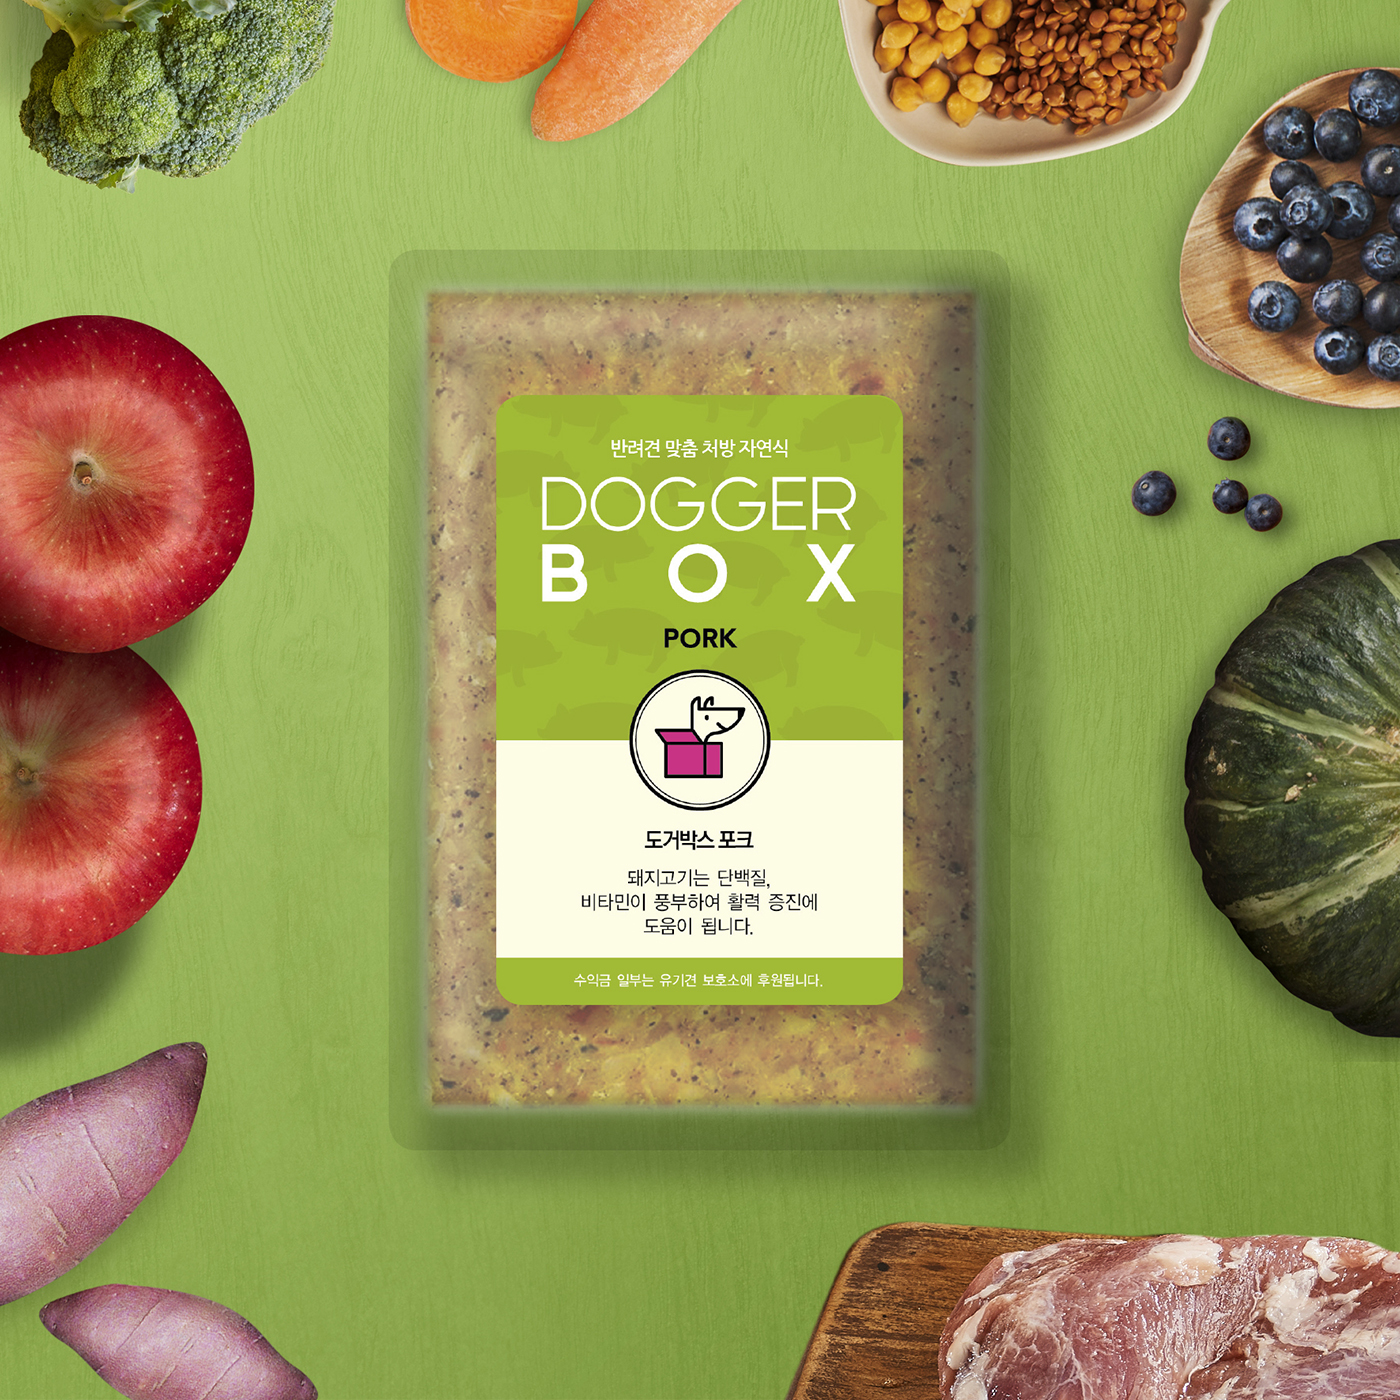 반려견 맞춤 처방 자연식
DOGGER
BOX
PORK
도거박스 포크
돼지고기는 단백질,
비타민이 풍부하여 활력 증진에
도움이 됩니다.
수익금 일부는 유기견 보호소에 후원됩니다.